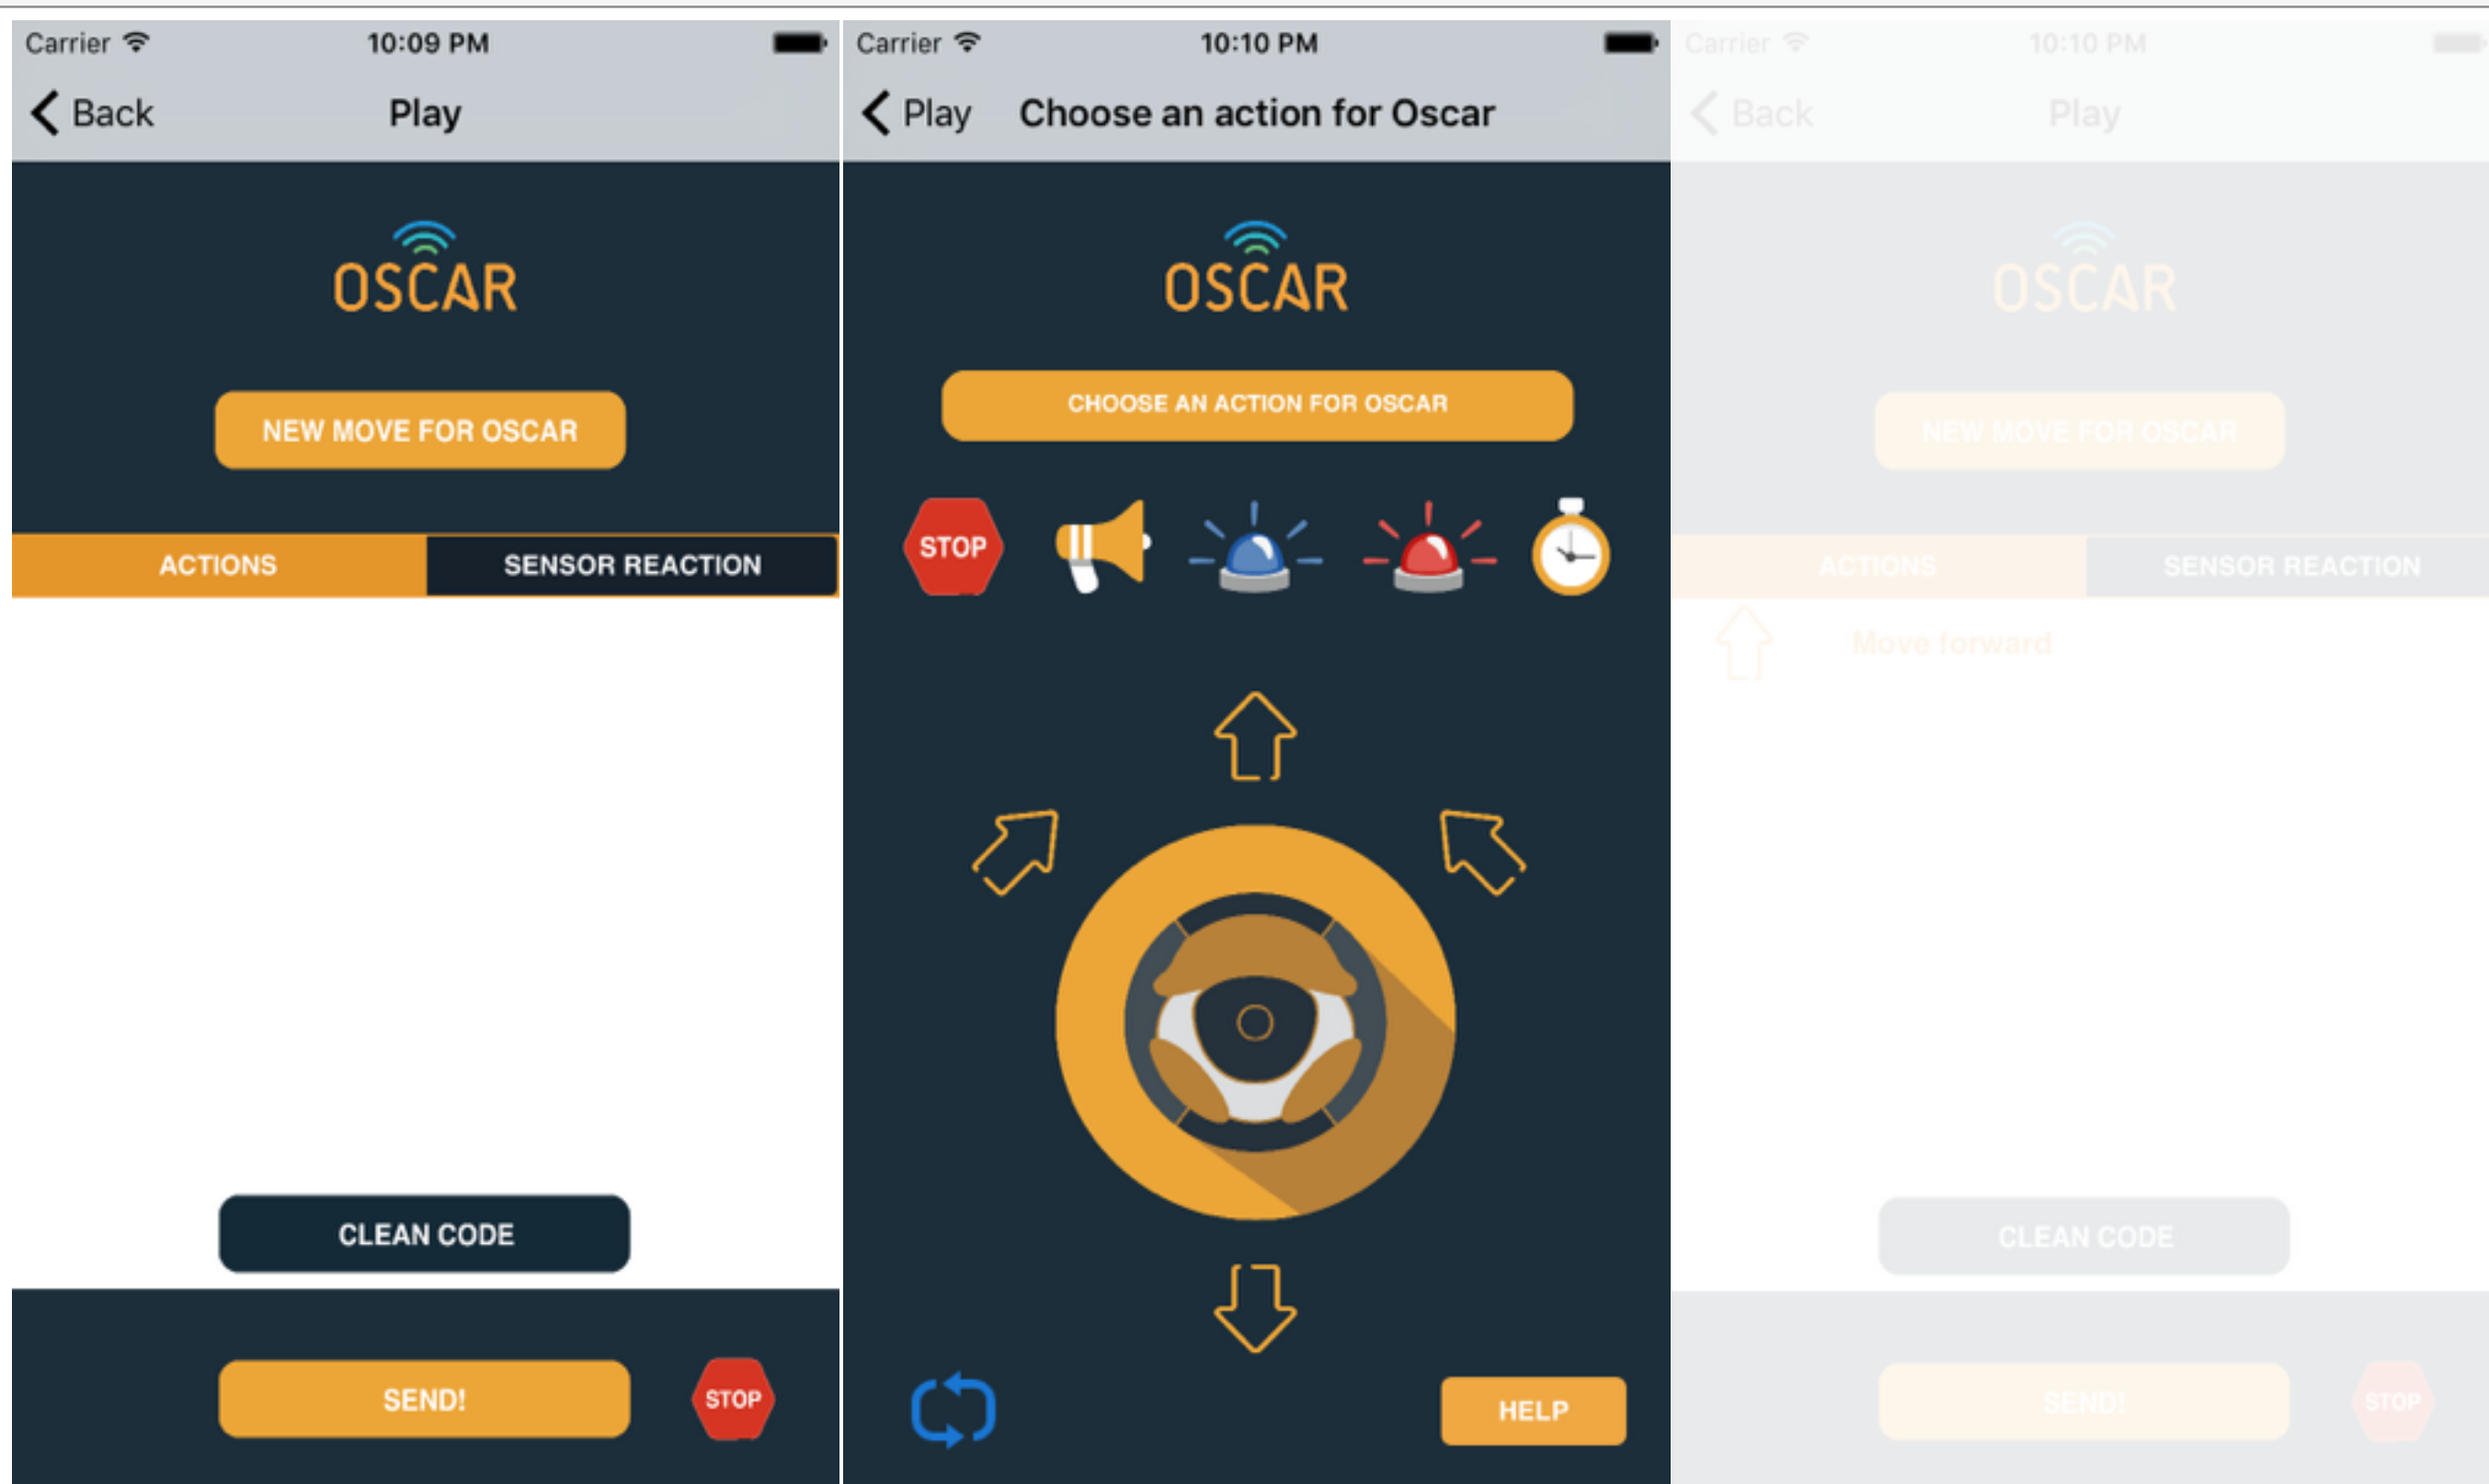 Carrier 10:09 PM
Back Play
OSCAR
NEW MOVE FOR OSCAR
ACTIONS SENSOR REACTION
CLEAN CODE
SEND! STOP
Carrier 10:10 PM
Play Choose an action for Oscar
OSCAR
CHOOSE AN ACTION FOR OSCAR
STOP
HELP
Carrier 10:10 PM
Back Play
OSCAR
NEW MOVE FOR OSCAR
ACTIONS SENSOR REACTION
Move forward
CLEAN CODE
SEND! STOP